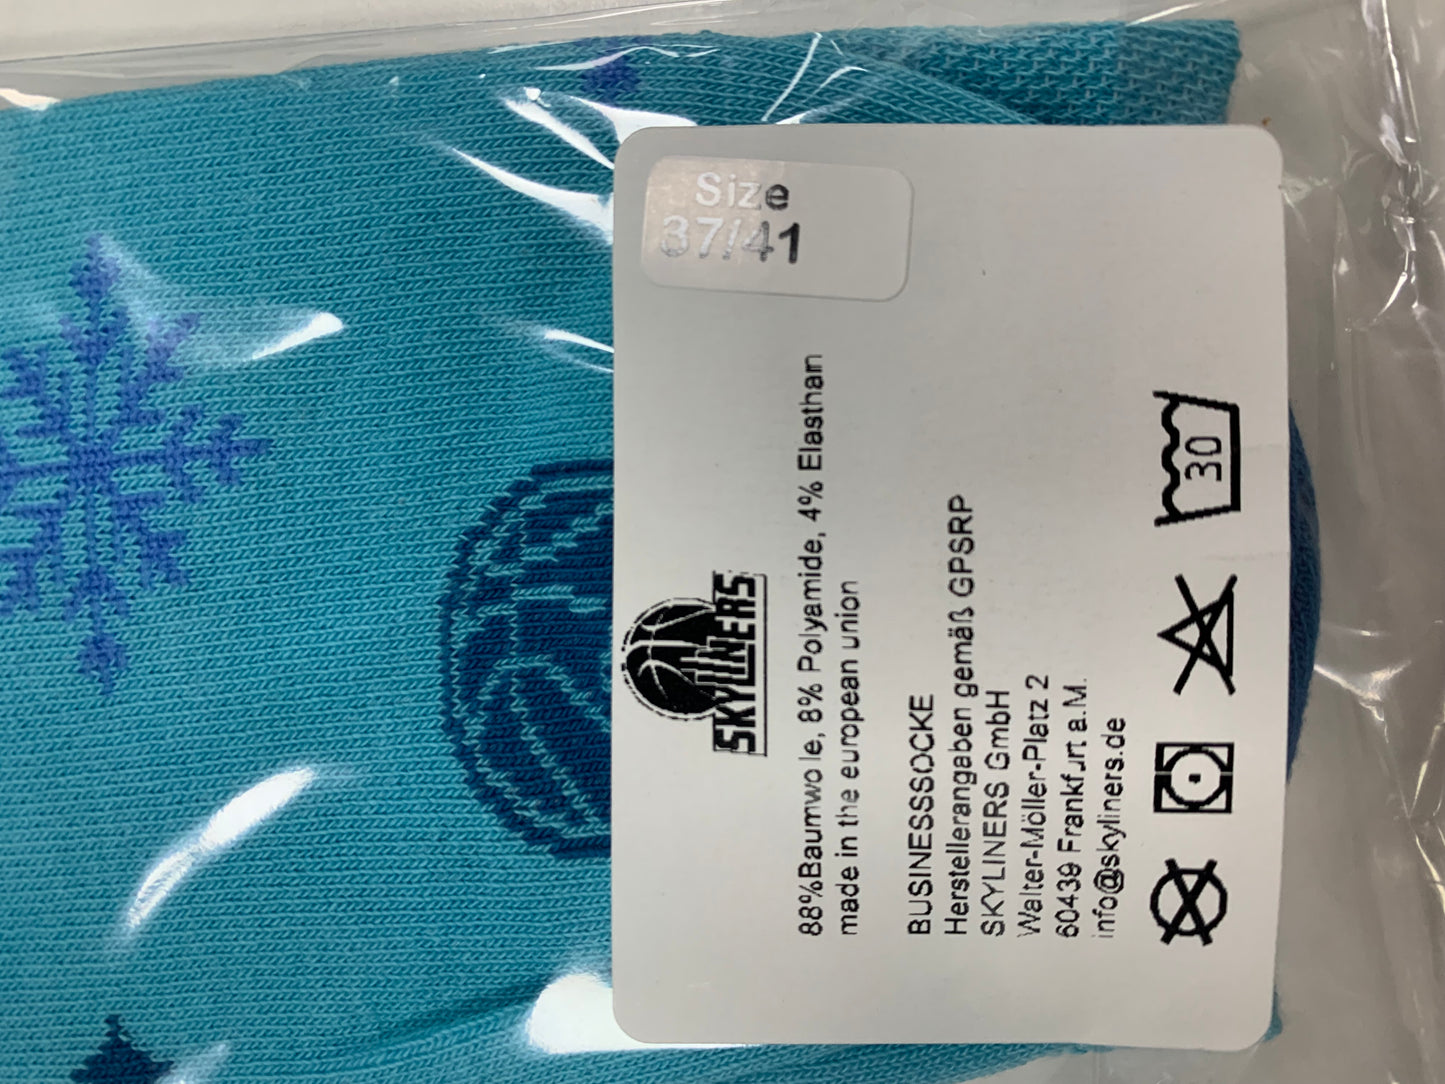 Size
37/41
SKYLINERS
88%Baumwolle, 8% Polyamide, 4% Elasthan
made in the european union
BUSINESSSOCKE
Herstellerangaben gemäß GPSRP
SKYLINERS GmbH
Walter-Möller-Platz 2
60439 Frankfurt a.M.
info@skyliners.de
30